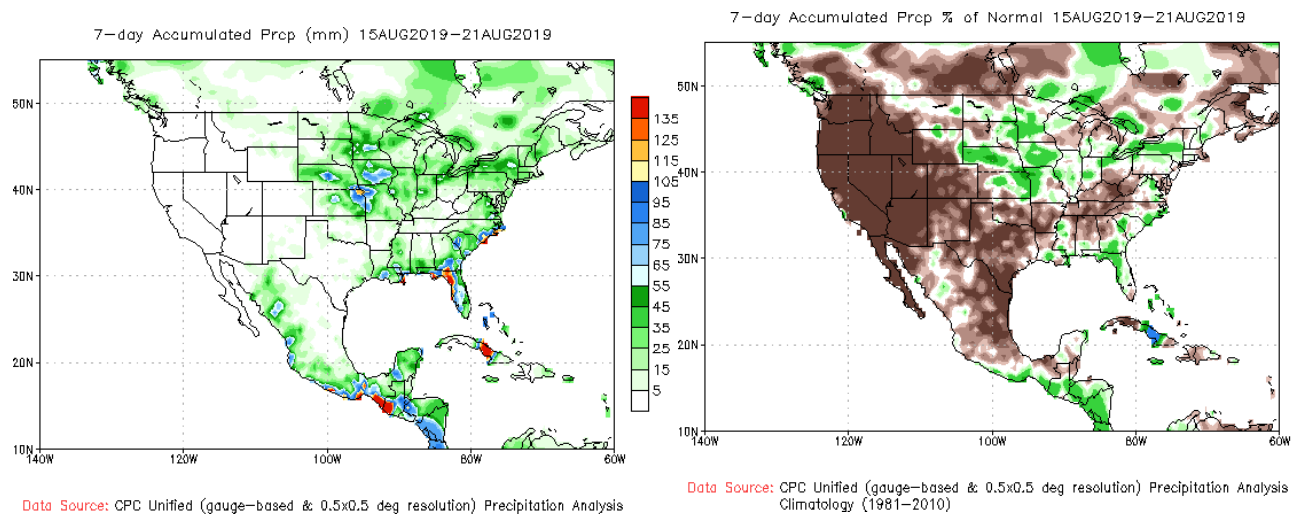 7-day Accumulated Prcp (mm) 15AUG2019-21AUG2019
50N
40N
30N
20N
10N
140W
120W
100W
80W
60W
135
125
115
105
95
85
75
65
55
45
35
25
15
5
Data Source: CPC Unified (gauge-based & 0.5x0.5 deg resolution) Precipitation Analysis
7-day Accumulated Prcp % of Normal 15AUG2019-21AUG2019
50N
40N
30N
20N
10N
140W
120W
100W
80W
60W
Data Source: CPC Unified (gauge-based & 0.5x0.5 deg resolution) Precipitation Analysis
Climatology (1981-2010)